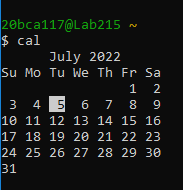 20bca117@Lab215 ~
$ cal
     July 2022
Su Mo Tu We Th Fr Sa
                1  2
 3  4  5  6  7  8  9
10 11 12 13 14 15 16
17 18 19 20 21 22 23
24 25 26 27 28 29 30
31